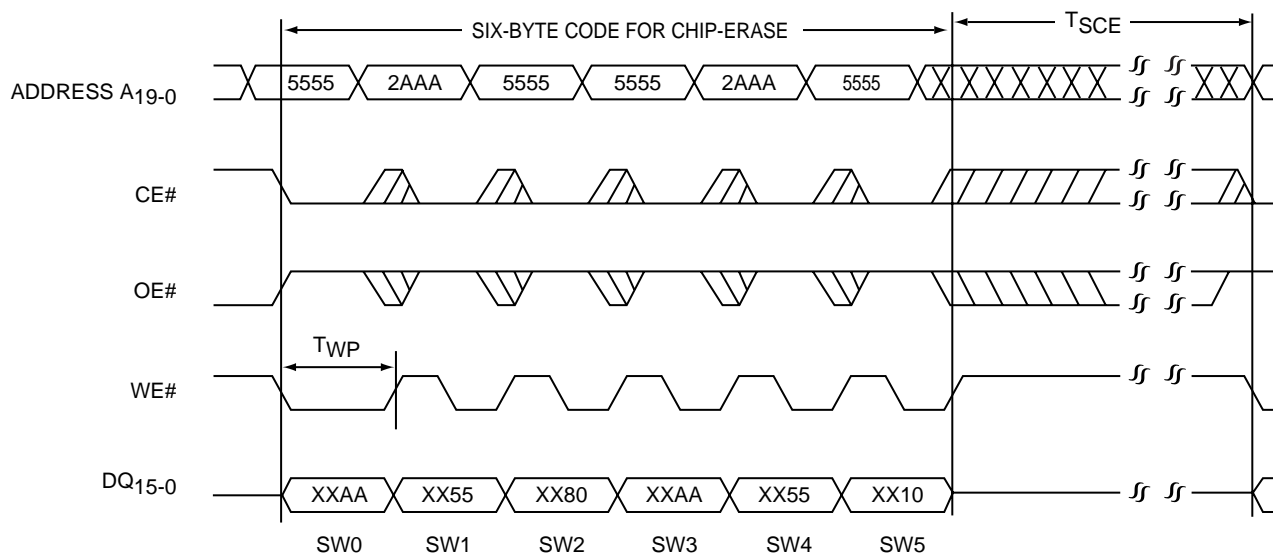 SIX-BYTE CODE FOR CHIP-ERASE
TSCE
ADDRESS A19-0
5555 2AAA 5555 5555 2AAA 5555
CE#
OE#
TWP
WE#
DQ15-0
XXAA XX55 XX80 XXAA XX55 XX10
SW0 SW1 SW2 SW3 SW4 SW5